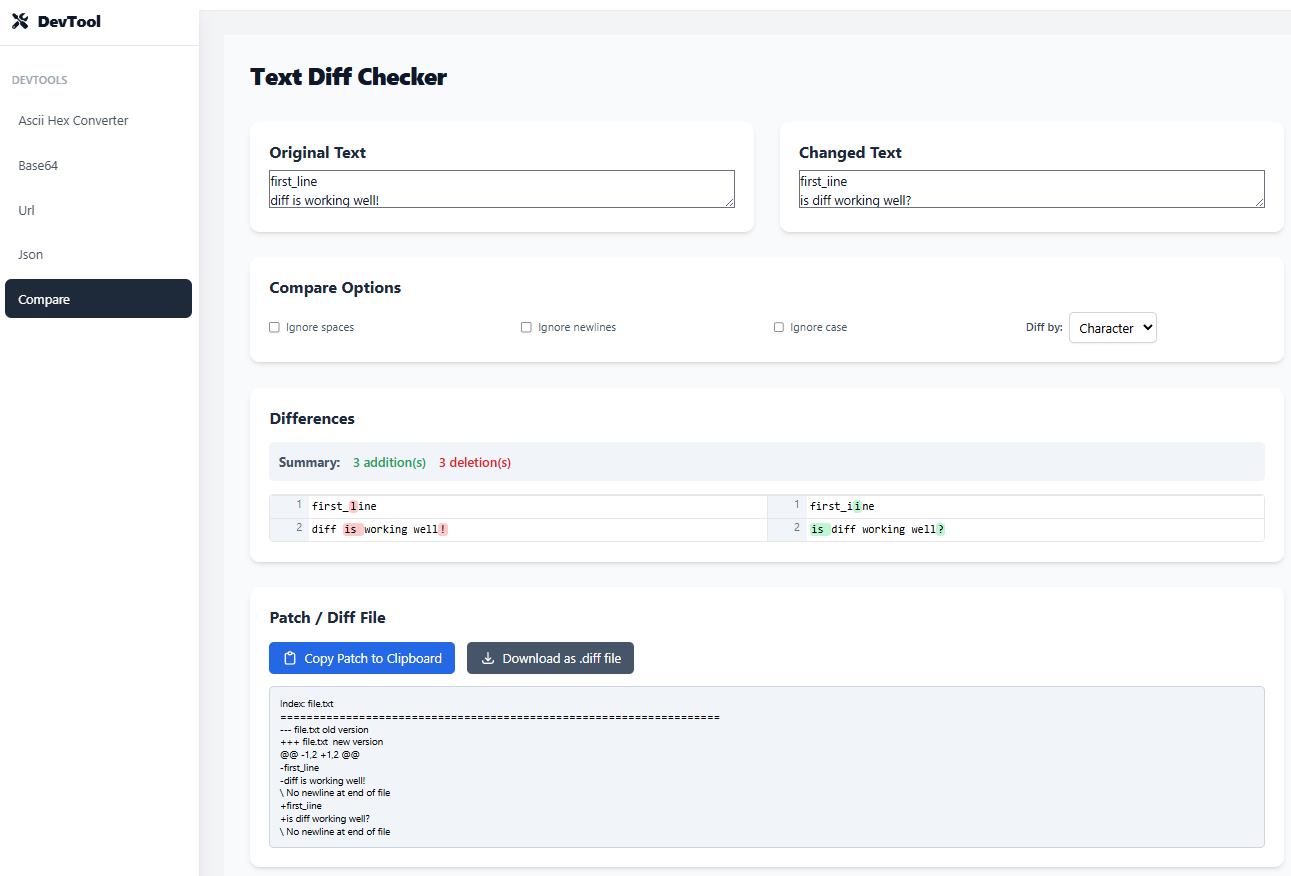 DevTool
DEVTOOLS
Ascii Hex Converter
Base64
Url
Json
Compare
Text Diff Checker
Original Text
first_line
diff is working well!
Changed Text
first_iine
is diff working well?
Compare Options
Ignore spaces
Ignore newlines
Ignore case
Diff by:
Character
Differences
Summary: 3 addition(s) 3 deletion(s)
1 first_line 1 first_iine
2 diff is working well! 2 is diff working well?
Patch / Diff File
Copy Patch to Clipboard
Download as .diff file
Index: file.txt
===================================================================
--- file.txt old version
+++ file.txt  new version
@@ -1,2 +1,2 @@
-first_line
-diff is working well!
\ No newline at end of file
+first_iine
+is diff working well?
\ No newline at end of file